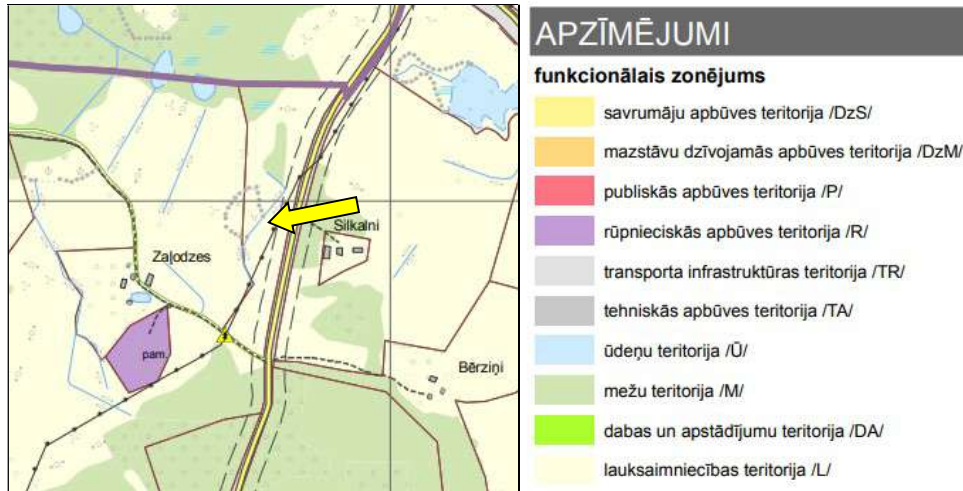 Silkalni
Zaļodzes
pam.
Bērziņi
APZĪMĒJUMI
funkcionālais zonējums
savrumāju apbūves teritorija /DzS/
mazstāvu dzīvojamās apbūves teritorija /DzM/
publiskās apbūves teritorija /P/
rūpnieciskās apbūves teritorija /R/
transporta infrastruktūras teritorija /TR/
tehniskās apbūves teritorija /TA/
ūdeņu teritorija /Ū/
mežu teritorija /M/
dabas un apstādījumu teritorija /DA/
lauksaimniecības teritorija /L/